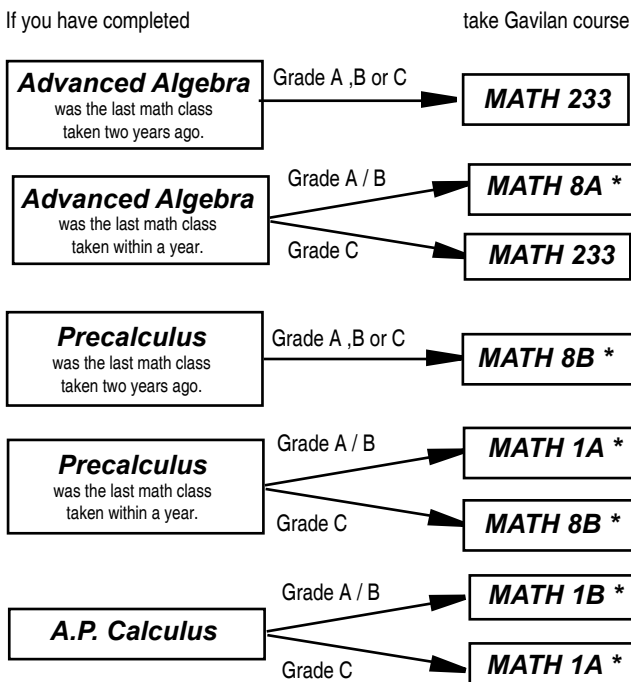 If you have completed take Gavilan course
Advanced Algebra
was the last math class
taken two years ago.
Grade A ,B or C
MATH 233
Advanced Algebra
was the last math class
taken within a year.
Grade A / B
MATH 8A *
Grade C
MATH 233
Precalculus
was the last math class
taken two years ago.
Grade A ,B or C
MATH 8B *
Precalculus
was the last math class
taken within a year.
Grade A / B
MATH 1A *
Grade C
MATH 8B *
A.P. Calculus
Grade A / B
MATH 1B *
Grade C
MATH 1A *